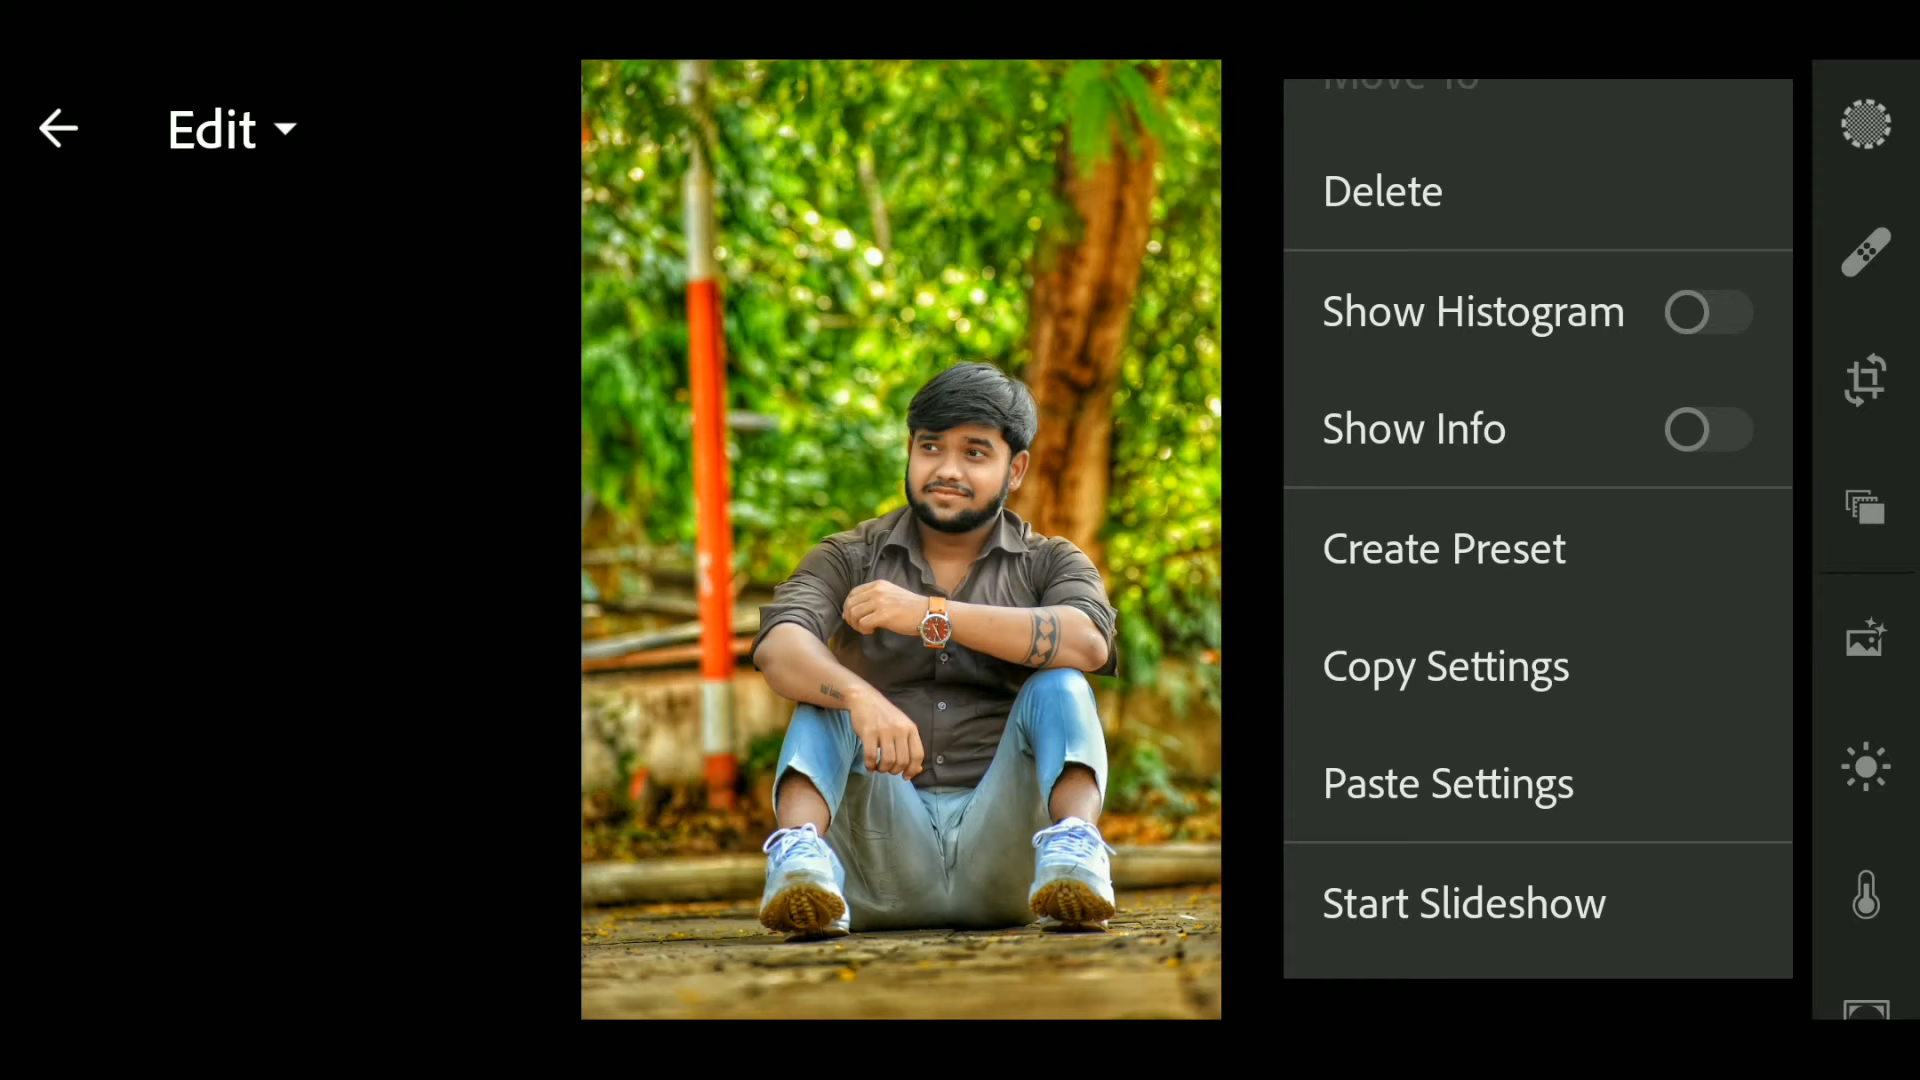 Edit
Move To
Delete
Show Histogram
Show Info
Create Preset
Copy Settings
Paste Settings
Start Slideshow